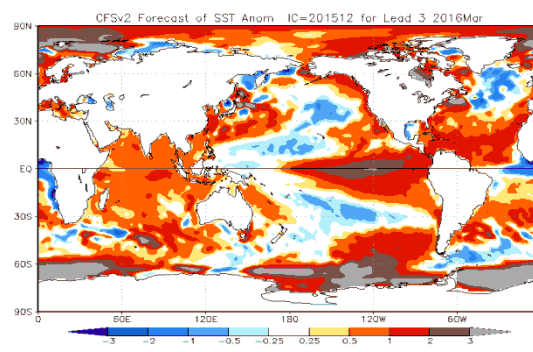 CFSv2 Forecast of SST Anom IC=201512 for Lead 3 2016Mar
90N
60N
30N
EQ
30S
60S
90S
0 60E 120E 180 120W 60W
-3 -2 -1 -0.5 -0.25 0.25 0.5 1 2 3